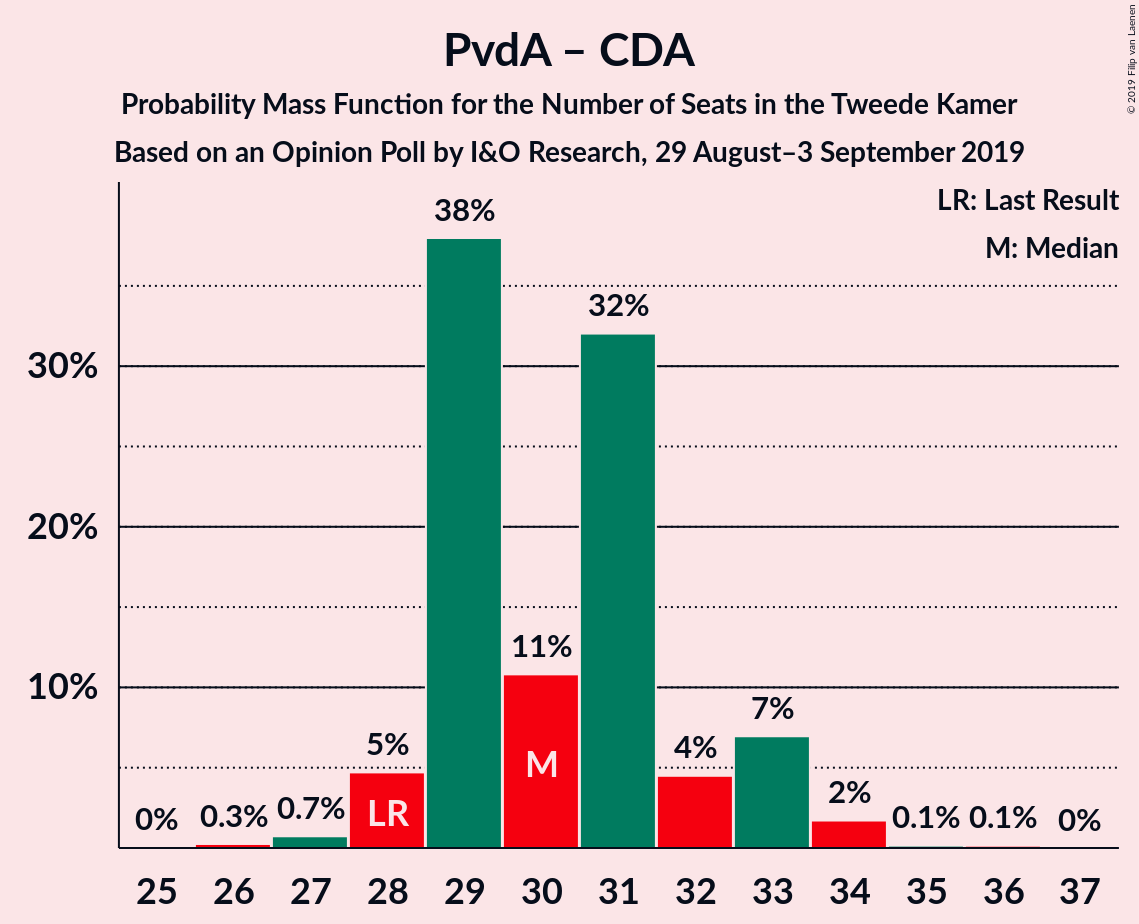 PvdA – CDA
Probability Mass Function for the Number of Seats in the Tweede Kamer
Based on an Opinion Poll by I&O Research, 29 August–3 September 2019
© 2019 Filip van Laenen
LR: Last Result
M: Median
38%
32%
30%
20%
11%
10%
7%
5%
4%
2%
0%
0.3%
0.7%
0.1%
0.1%
0%
M
LR
25 26 27 28 29 30 31 32 33 34 35 36 37